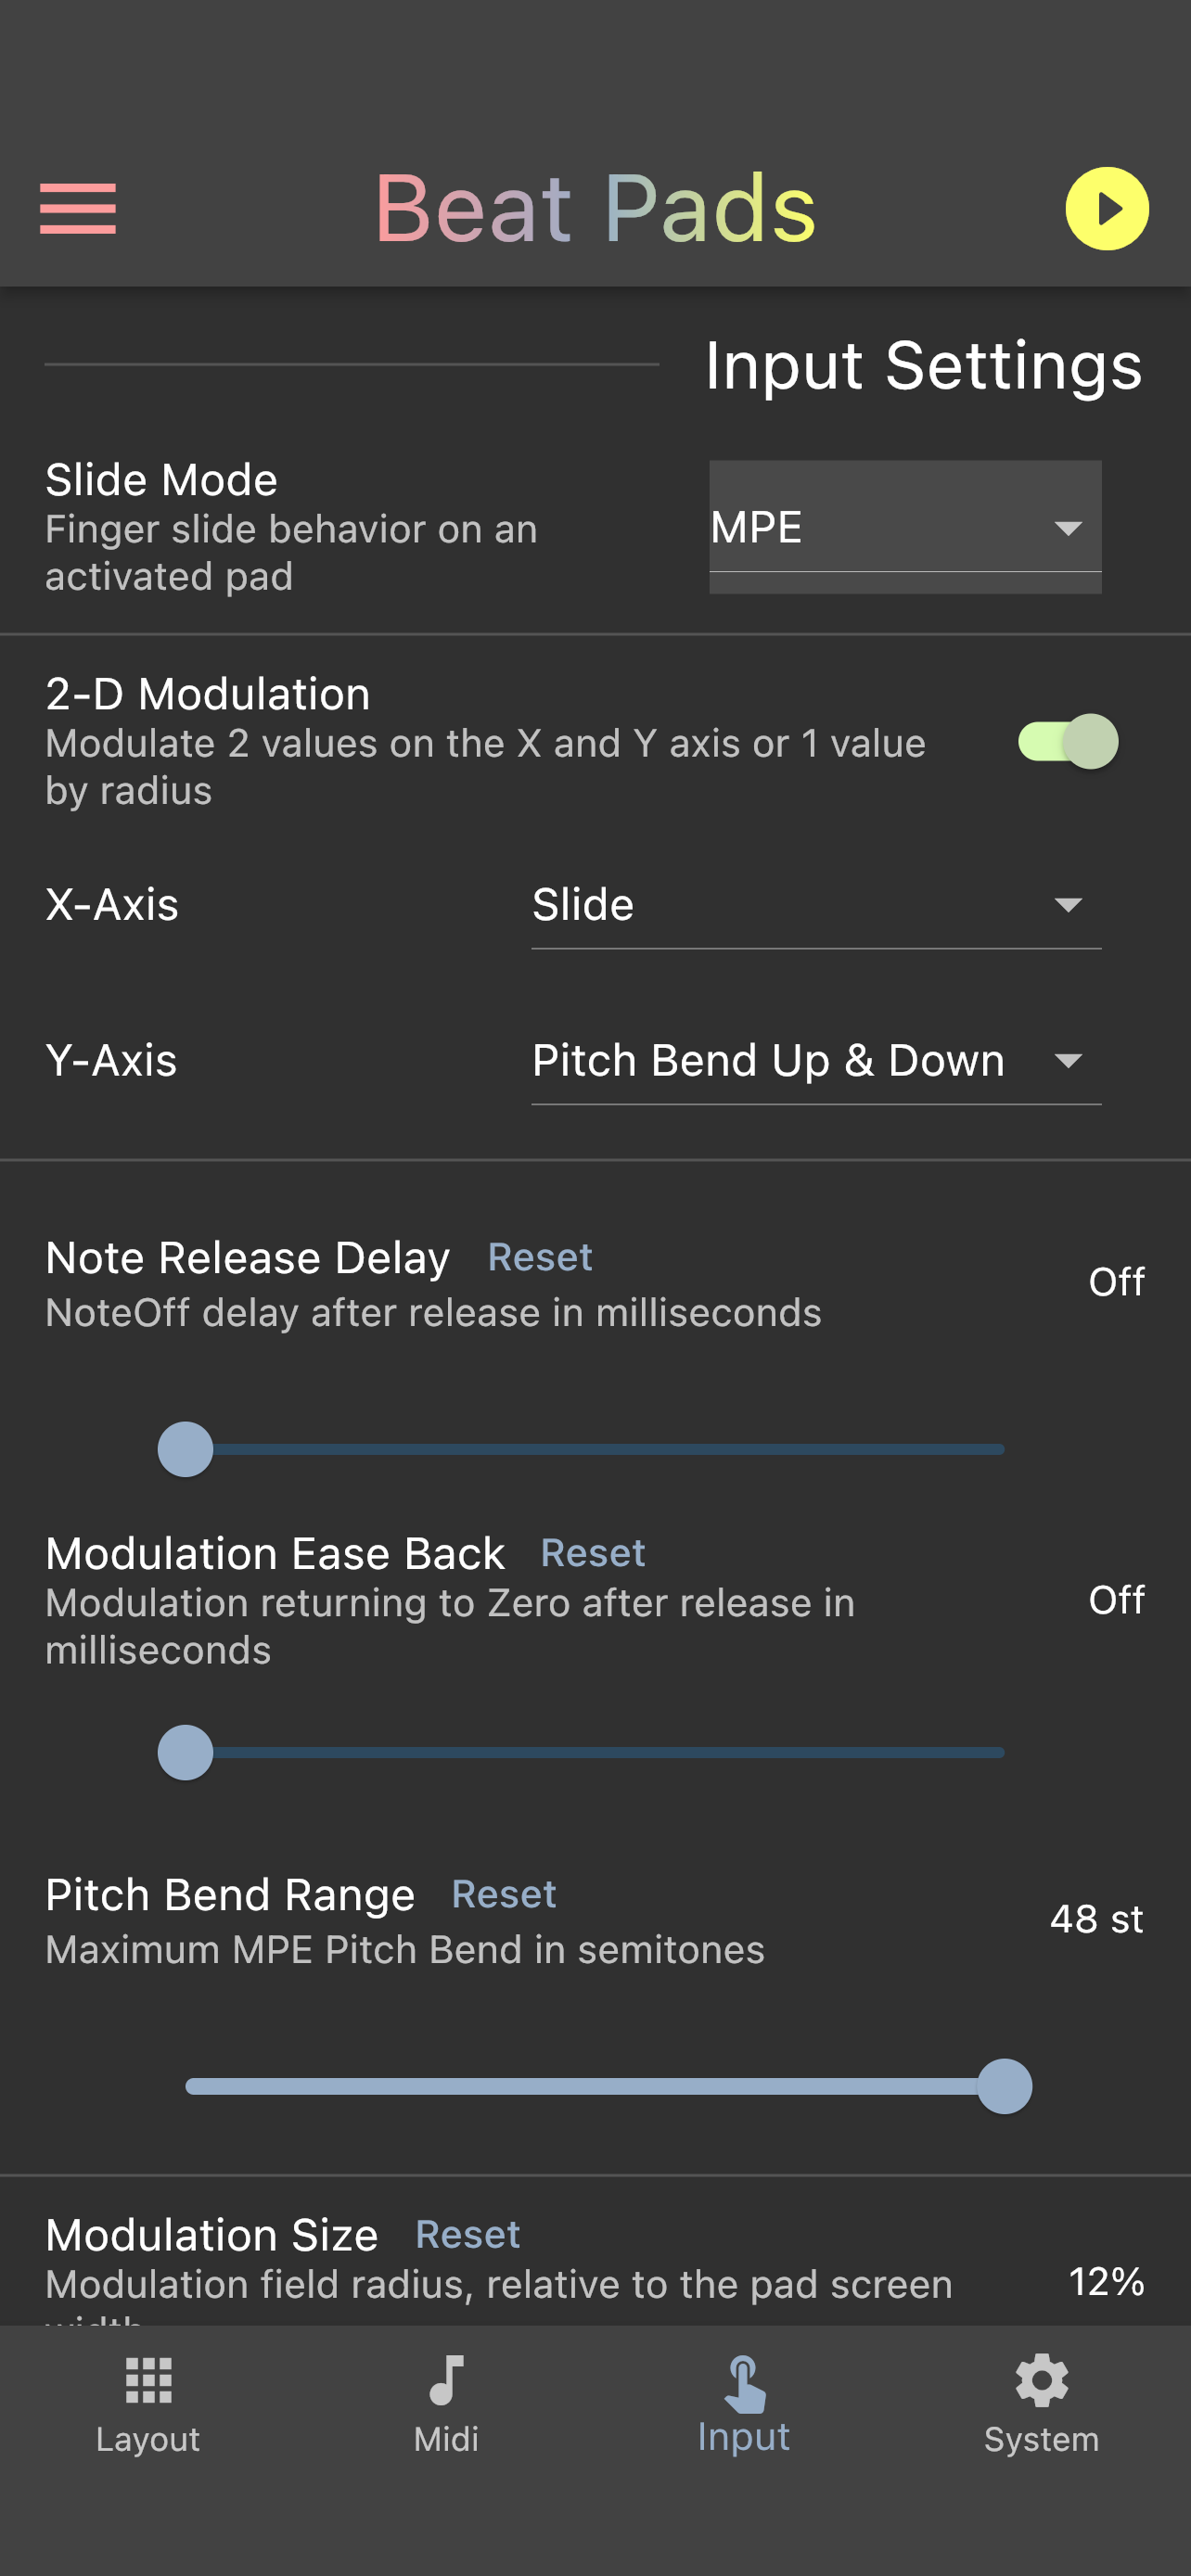 Beat Pads
Input Settings
Slide Mode
Finger slide behavior on an
activated pad
MPE
2-D Modulation
Modulate 2 values on the X and Y axis or 1 value
by radius
X-Axis
Slide
Y-Axis
Pitch Bend Up & Down
Note Release Delay Reset
NoteOff delay after release in milliseconds
Off
Modulation Ease Back Reset
Modulation returning to Zero after release in
milliseconds
Off
Pitch Bend Range Reset
Maximum MPE Pitch Bend in semitones
48 st
Modulation Size Reset
Modulation field radius, relative to the pad screen
12%
Layout
Midi
Input
System